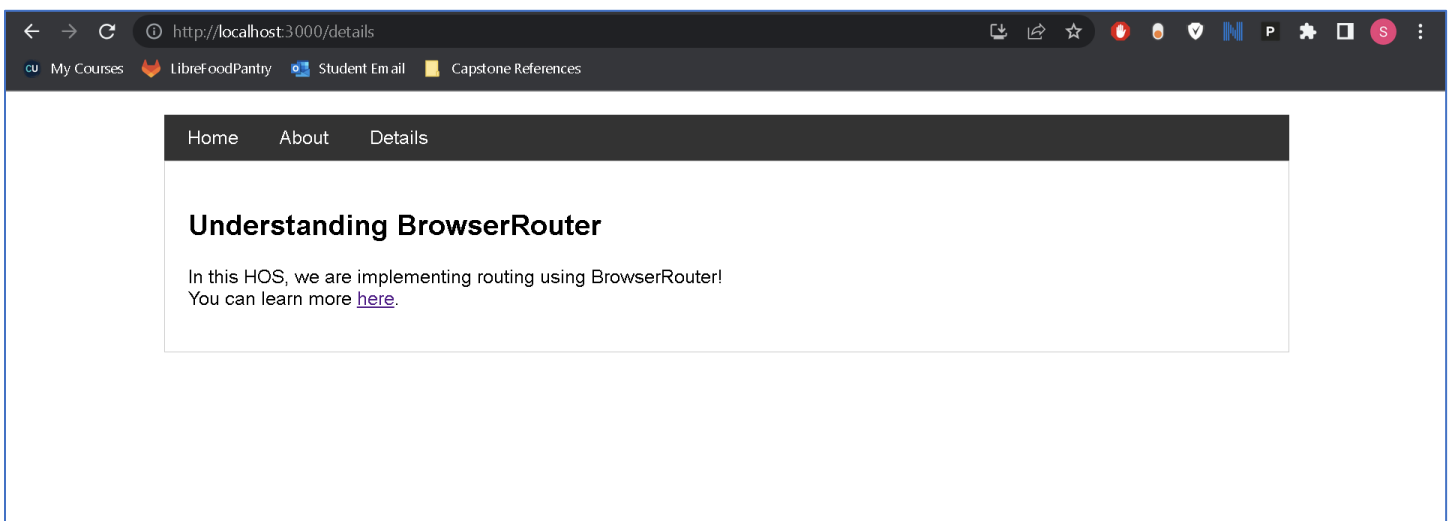 http://localhost:3000/details
P
S
CU My Courses LibreFoodPantry Student Email Capstone References
Home About Details
Understanding BrowserRouter
In this HOS, we are implementing routing using BrowserRouter!
You can learn more here.